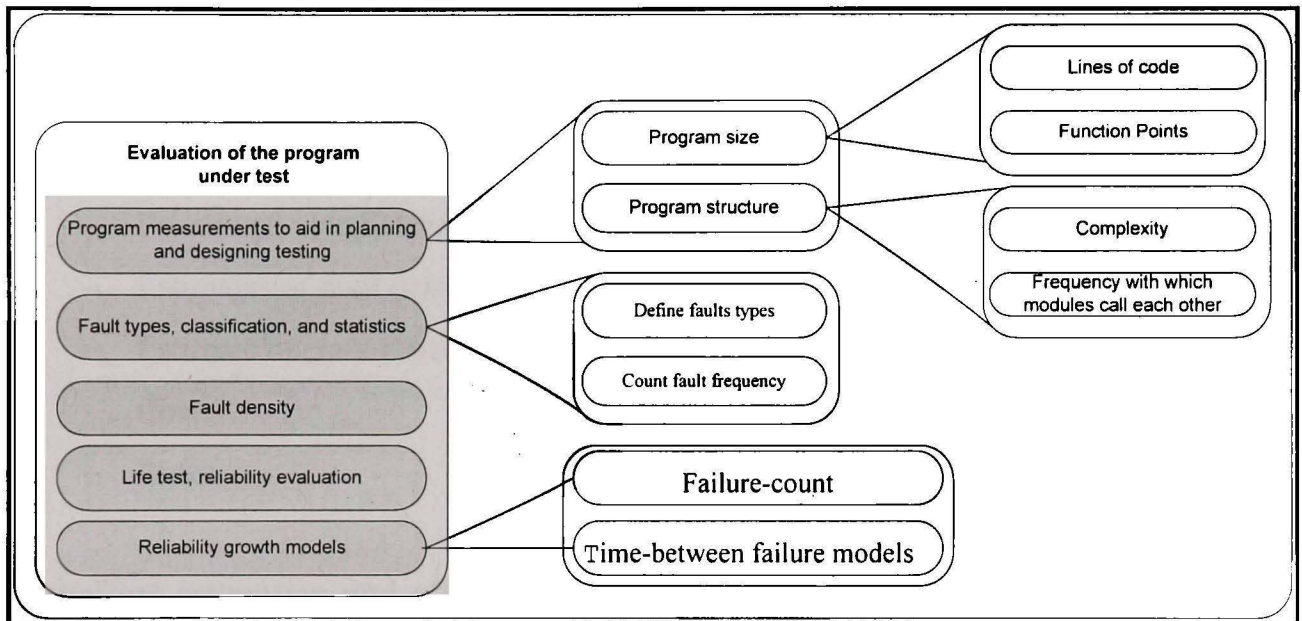 Evaluation of the program
under test
Program measurements to aid in planning
and designing testing
Fault types, classification, and statistics
Fault density
Life test, reliability evaluation
Reliability growth models
Program size
Program structure
Define faults types
Count fault frequency
Failure-count
Time-between failure models
Lines of code
Function Points
Complexity
Frequency with which
modules call each other